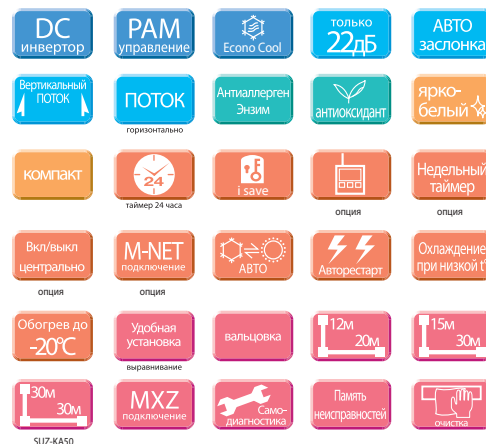 DC
инвертор
PAM
управление
Econo Cool
только
22дБ
АВТО
заслонка
Вертикальный
ПОТОК
ПОТОК
горизонтально
Антиаллерген
Энзим
антиоксидант
ярко-
белый
компакт
24
таймер 24 часа
i save
опция
Недельный
таймер
опция
Вкл/выкл
центрально
опция
M-NET
подключение
опция
АВТО
Авторестарт
Охлаждение
при низкой t°
Обогрев до
-20°C
Удобная
установка
выравнивание
вальцовка
12м
20м
15м
30м
30м
30м
SUZ-KA50
MXZ
подключение
Само-
диагностика
Память
неисправностей
очистка